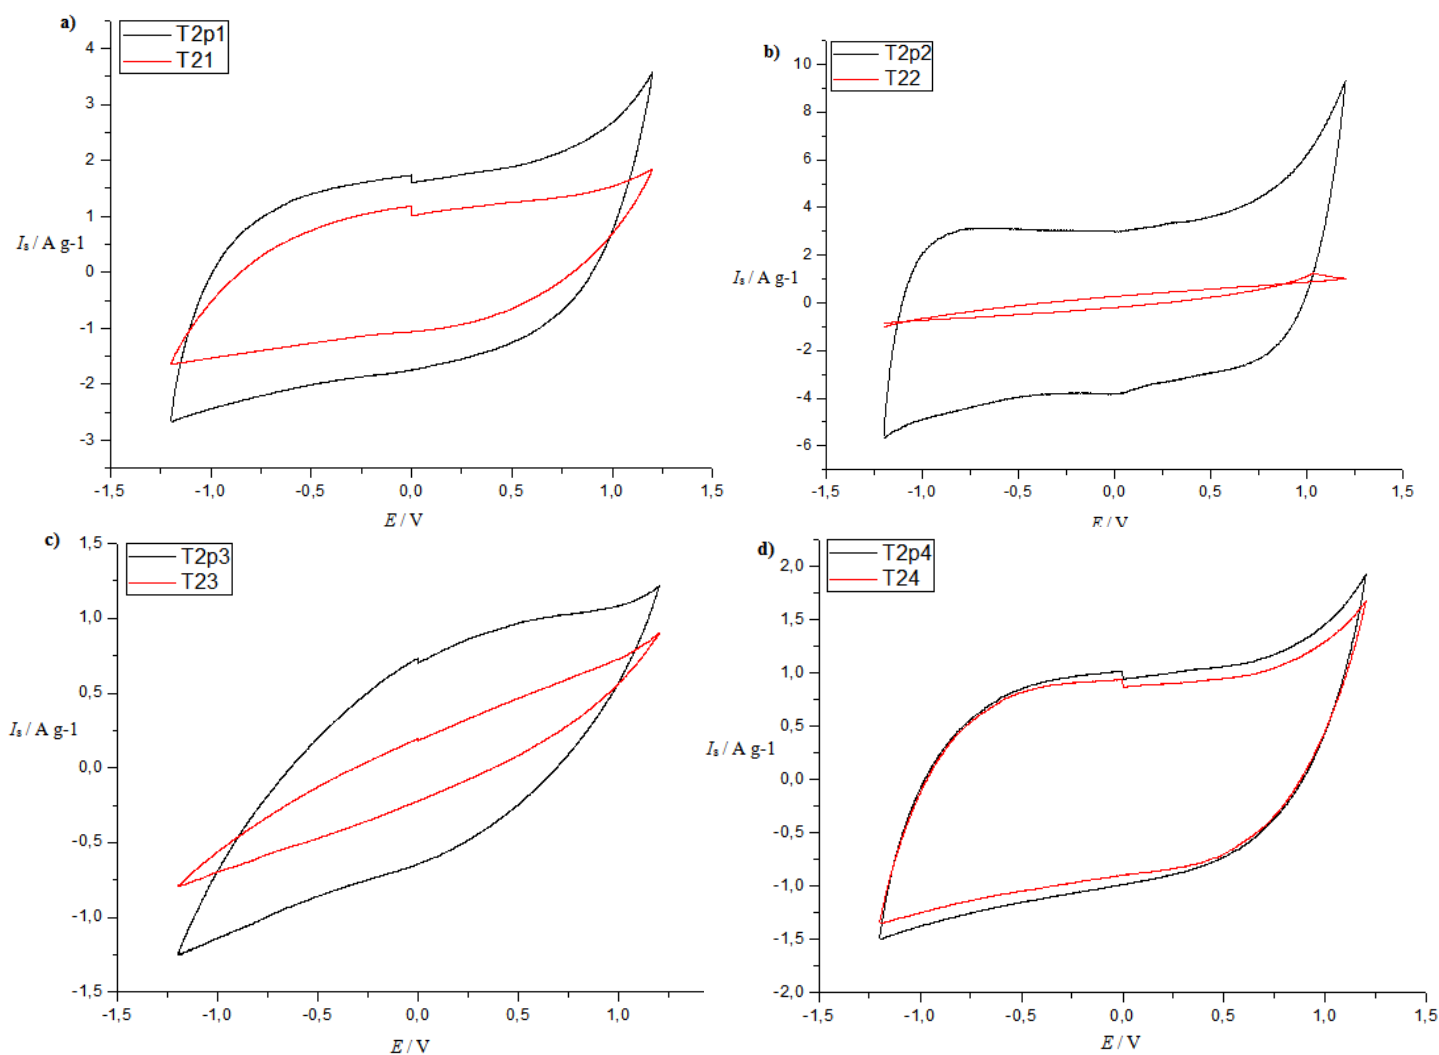 a)
T2p1
T21
4
3
2
1
0
-1
-2
-3
Is / A g-1
-1,5 -1,0 -0,5 0,0 0,5 1,0 1,5
E / V
b)
T2p2
T22
10
8
6
4
2
0
-2
-4
-6
Is / A g-1
-1,5 -1,0 -0,5 0,0 0,5 1,0 1,5
E / V
c)
T2p3
T23
1,5
1,0
0,5
0,0
-0,5
-1,0
-1,5
Is / A g-1
-1,5 -1,0 -0,5 0,0 0,5 1,0
E / V
d)
T2p4
T24
2,0
1,5
1,0
0,5
0,0
-0,5
-1,0
-1,5
-2,0
Is / A g-1
-1,5 -1,0 -0,5 0,0 0,5 1,0 1,5
E / V